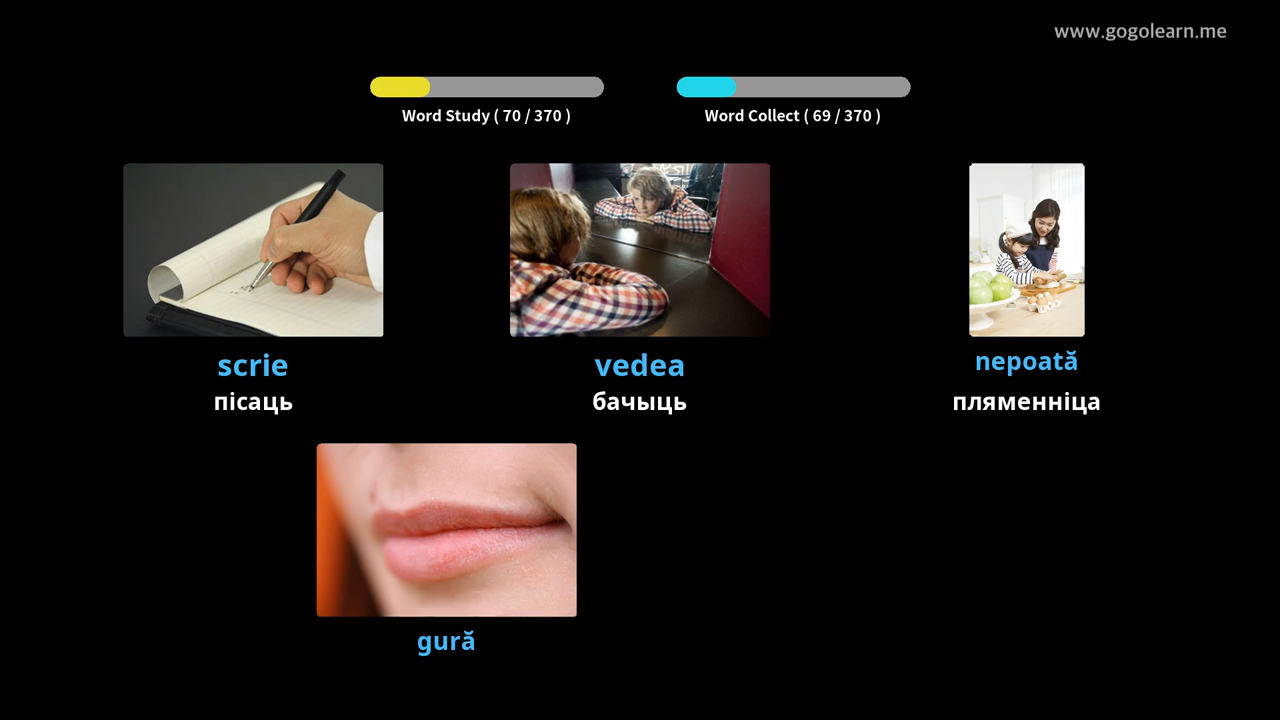 www.gogolearn.me
Word Study ( 70 / 370 )
Word Collect ( 69 / 370 )
scrie
пісаць
vedea
бачыць
nepoată
пляменніца
gură